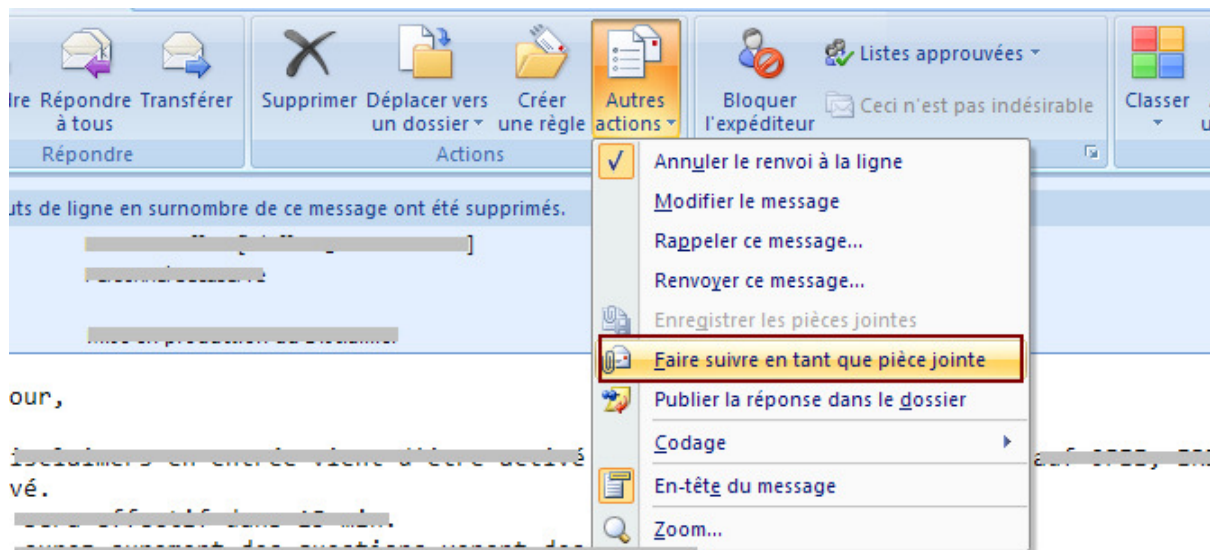 re Répondre Transférer
à tous
Supprimer Déplacer vers Créer
un dossier une règle
Autres
actions
Bloquer
l'expéditeur
Listes approuvées
Ceci n'est pas indésirable
Classer
Répondre
Actions
uts de ligne en surnombre de ce message ont été supprimés.
Annuler le renvoi à la ligne
Modifier le message
Rappeler ce message...
Renvoyer ce message...
Enregistrer les pièces jointes
Faire suivre en tant que pièce jointe
Publier la réponse dans le dossier
Codage
En-tête du message
Zoom...
our,
vé.